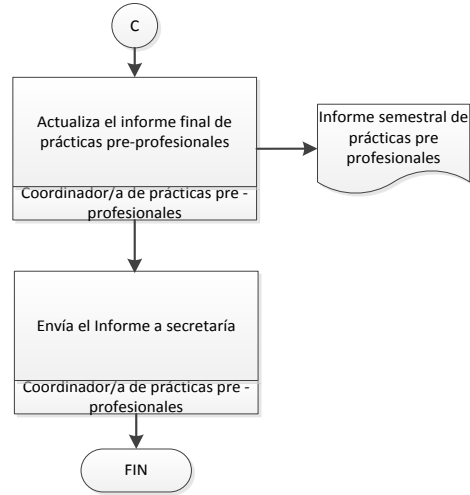 C
Actualiza el informe final de
prácticas pre-profesionales
Coordinador/a de prácticas pre -
profesionales
Informe semestral de
prácticas pre
profesionales
Envía el Informe a secretaría
Coordinador/a de prácticas pre -
profesionales
FIN